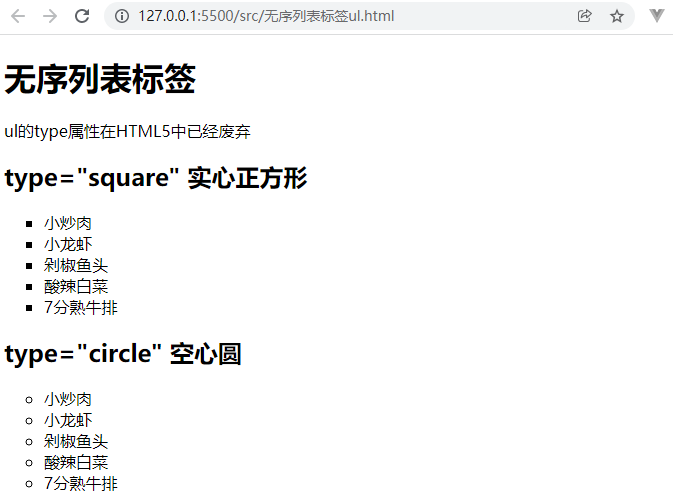 127.0.0.1:5500/src/无序列表标签ul.html
无序列表标签
ul的type属性在HTML5中已经废弃
type="square" 实心正方形
小炒肉
小龙虾
剁椒鱼头
酸辣白菜
7分熟牛排
type="circle" 空心圆
小炒肉
小龙虾
剁椒鱼头
酸辣白菜
7分熟牛排